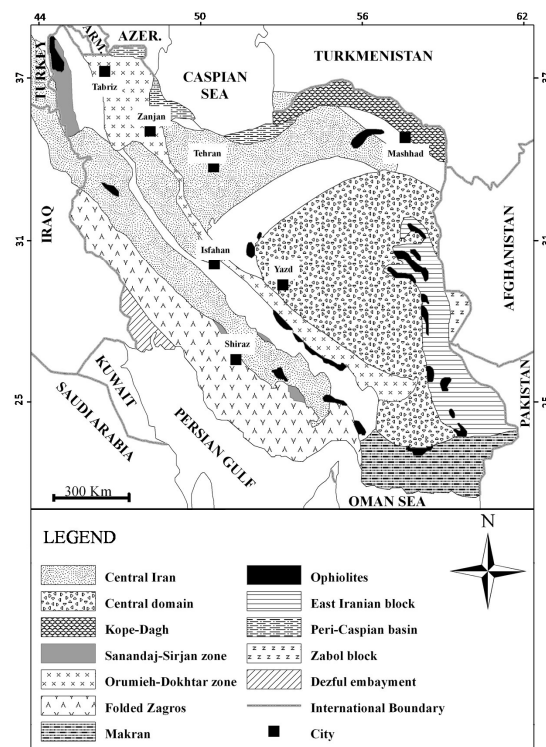 44 50 56 62
ARM. AZER.
TURKMENISTAN
TURKEY
37 37
CASPIAN
SEA
Tabriz
Zanjan
Tehran
Mashhad
IRAQ
31 31
AFGHANISTAN
Isfahan
Yazd
Shiraz
KUWAIT
25 25
PAKISTAN
SAUDI ARABIA
PERSIAN GULF
300 Km
OMAN SEA
LEGEND
N
Central Iran
Ophiolites
Central domain
East Iranian block
Kope-Dagh
Peri-Caspian basin
Sanandaj-Sirjan zone
Zabol block
Orumieh-Dokhtar zone
Dezful embayment
Folded Zagros
International Boundary
Makran
City